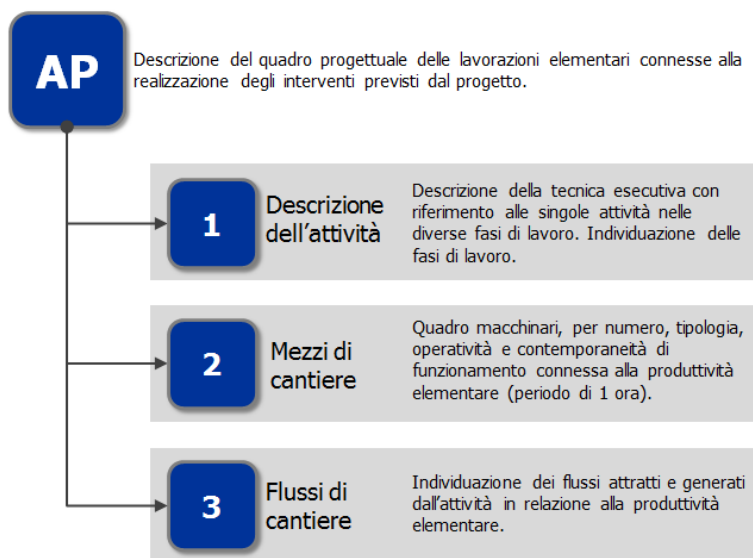 AP
Descrizione del quadro progettuale delle lavorazioni elementari connesse alla
realizzazione degli interventi previsti dal progetto.
1
Descrizione
dell'attività
Descrizione della tecnica esecutiva con
riferimento alle singole attività nelle
diverse fasi di lavoro. Individuazione delle
fasi di lavoro.
2
Mezzi di
cantiere
Quadro macchinari, per numero, tipologia,
operatività e contemporaneità di
funzionamento connessa alla produttività
elementare (periodo di 1 ora).
3
Flussi di
cantiere
Individuazione dei flussi attratti e generati
dall'attività in relazione alla produttività
elementare.